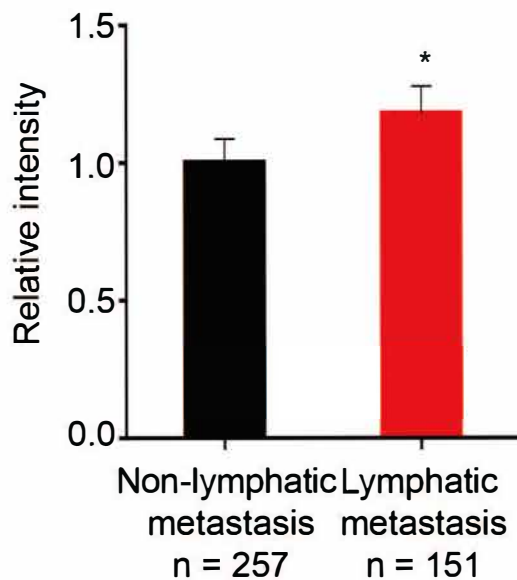 Relative intensity
1.5
1.0
0.5
0.0
*
Non-lymphatic
metastasis
n = 257
Lymphatic
metastasis
n = 151